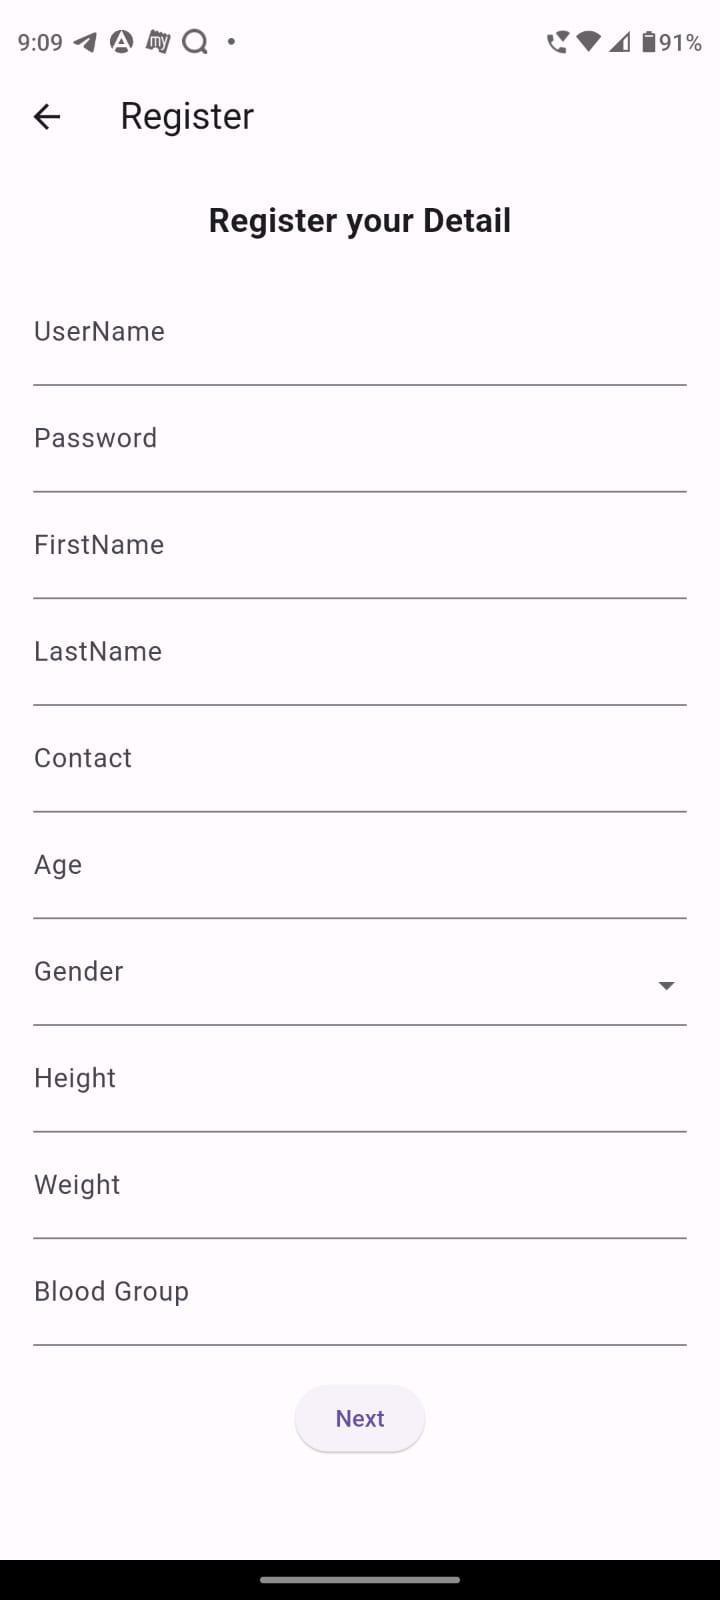 9:09 my 91%
Register
Register your Detail
UserName
Password
FirstName
LastName
Contact
Age
Gender
Height
Weight
Blood Group
Next